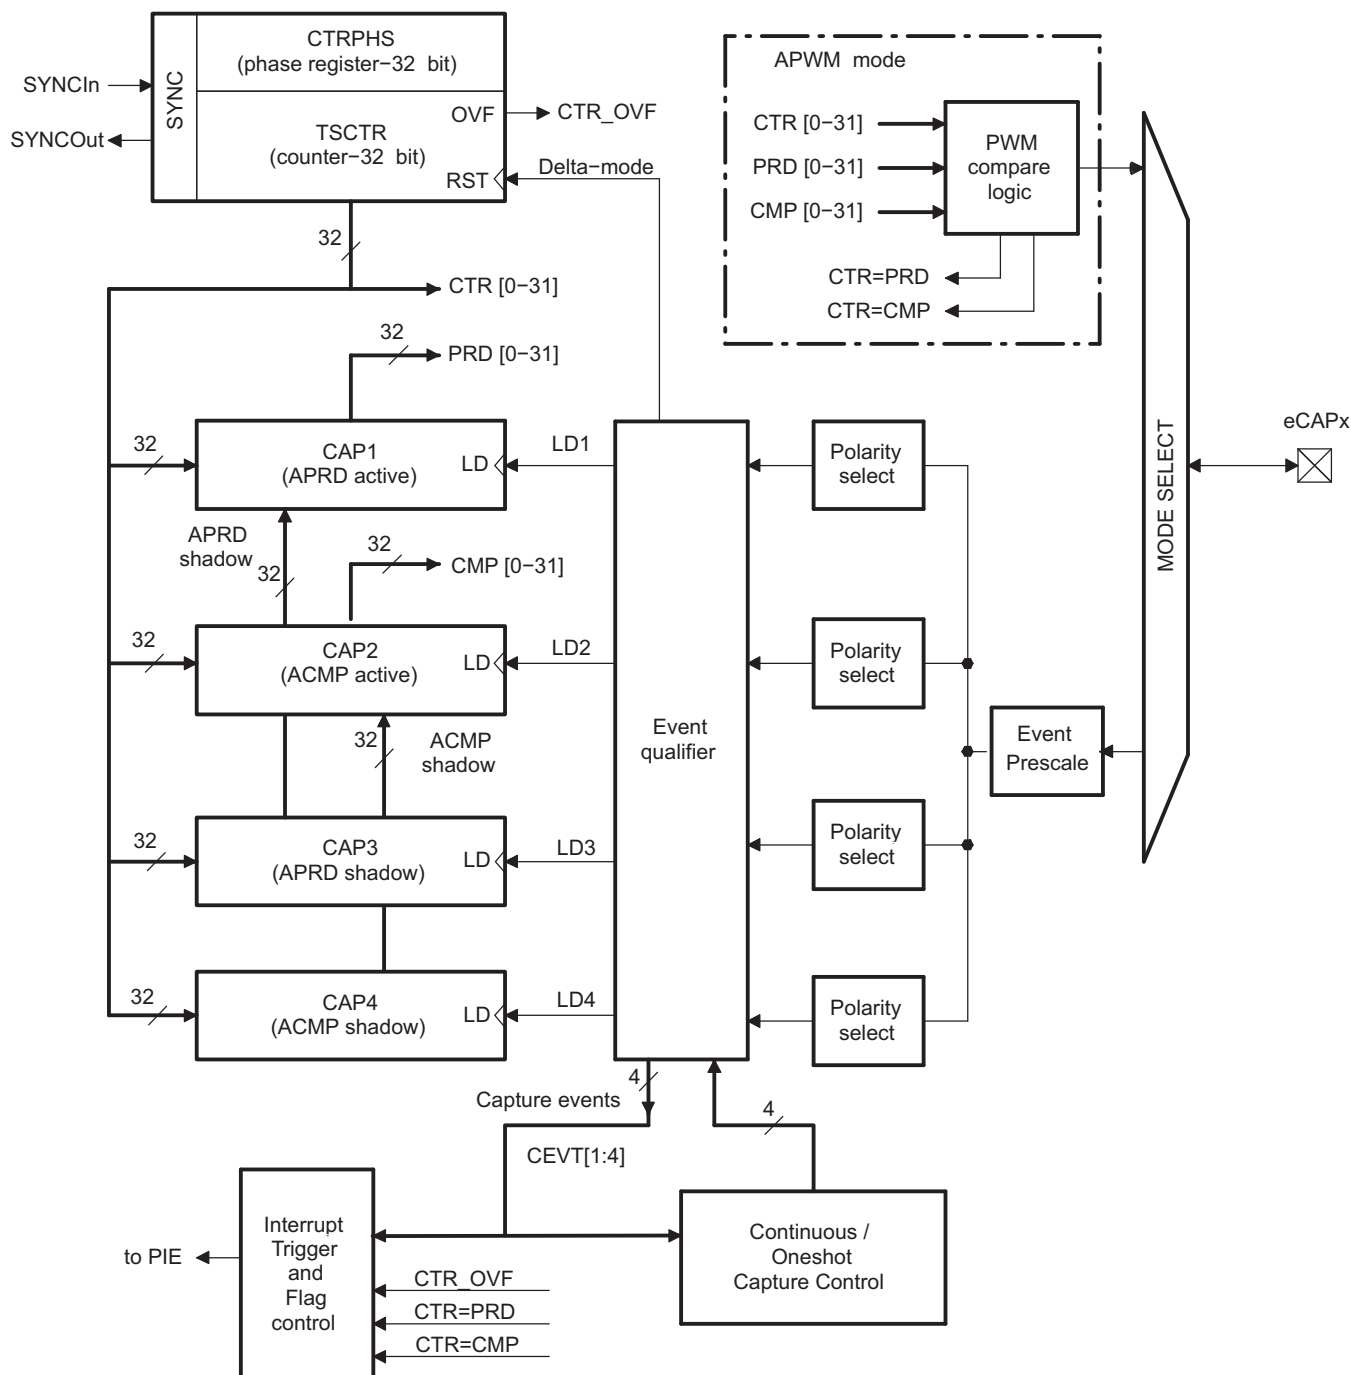 CTRPHS
(phase register−32 bit)
SYNC
SYNCIn
SYNCOut
OVF
CTR_OVF
TSCTR
(counter−32 bit)
RST
Delta−mode
32
CTR [0−31]
32
PRD [0−31]
APWM mode
CTR [0−31]
PRD [0−31]
CMP [0−31]
PWM
compare
logic
CTR=PRD
CTR=CMP
MODE SELECT
eCAPx
32
CAP1
(APRD active)
LD
LD1
Polarity
select
APRD
shadow
32
32
CMP [0−31]
32
CAP2
(ACMP active)
LD
LD2
Polarity
select
32
ACMP
shadow
Event
qualifier
Event
Prescale
32
CAP3
(APRD shadow)
LD
LD3
Polarity
select
32
CAP4
(ACMP shadow)
LD
LD4
Polarity
select
4
Capture events
4
CEVT[1:4]
Interrupt
Trigger
and
Flag
control
to PIE
CTR_OVF
CTR=PRD
CTR=CMP
Continuous /
Oneshot
Capture Control